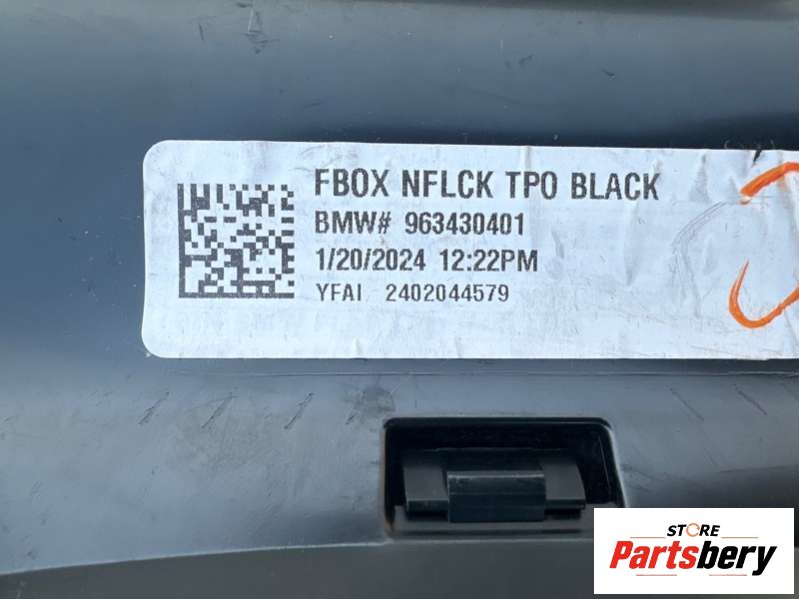 FBOX NFLCK TPO BLACK
BMW# 963430401
1/20/2024 12:22PM
YFAI 2402044579
STORE
Partsbery